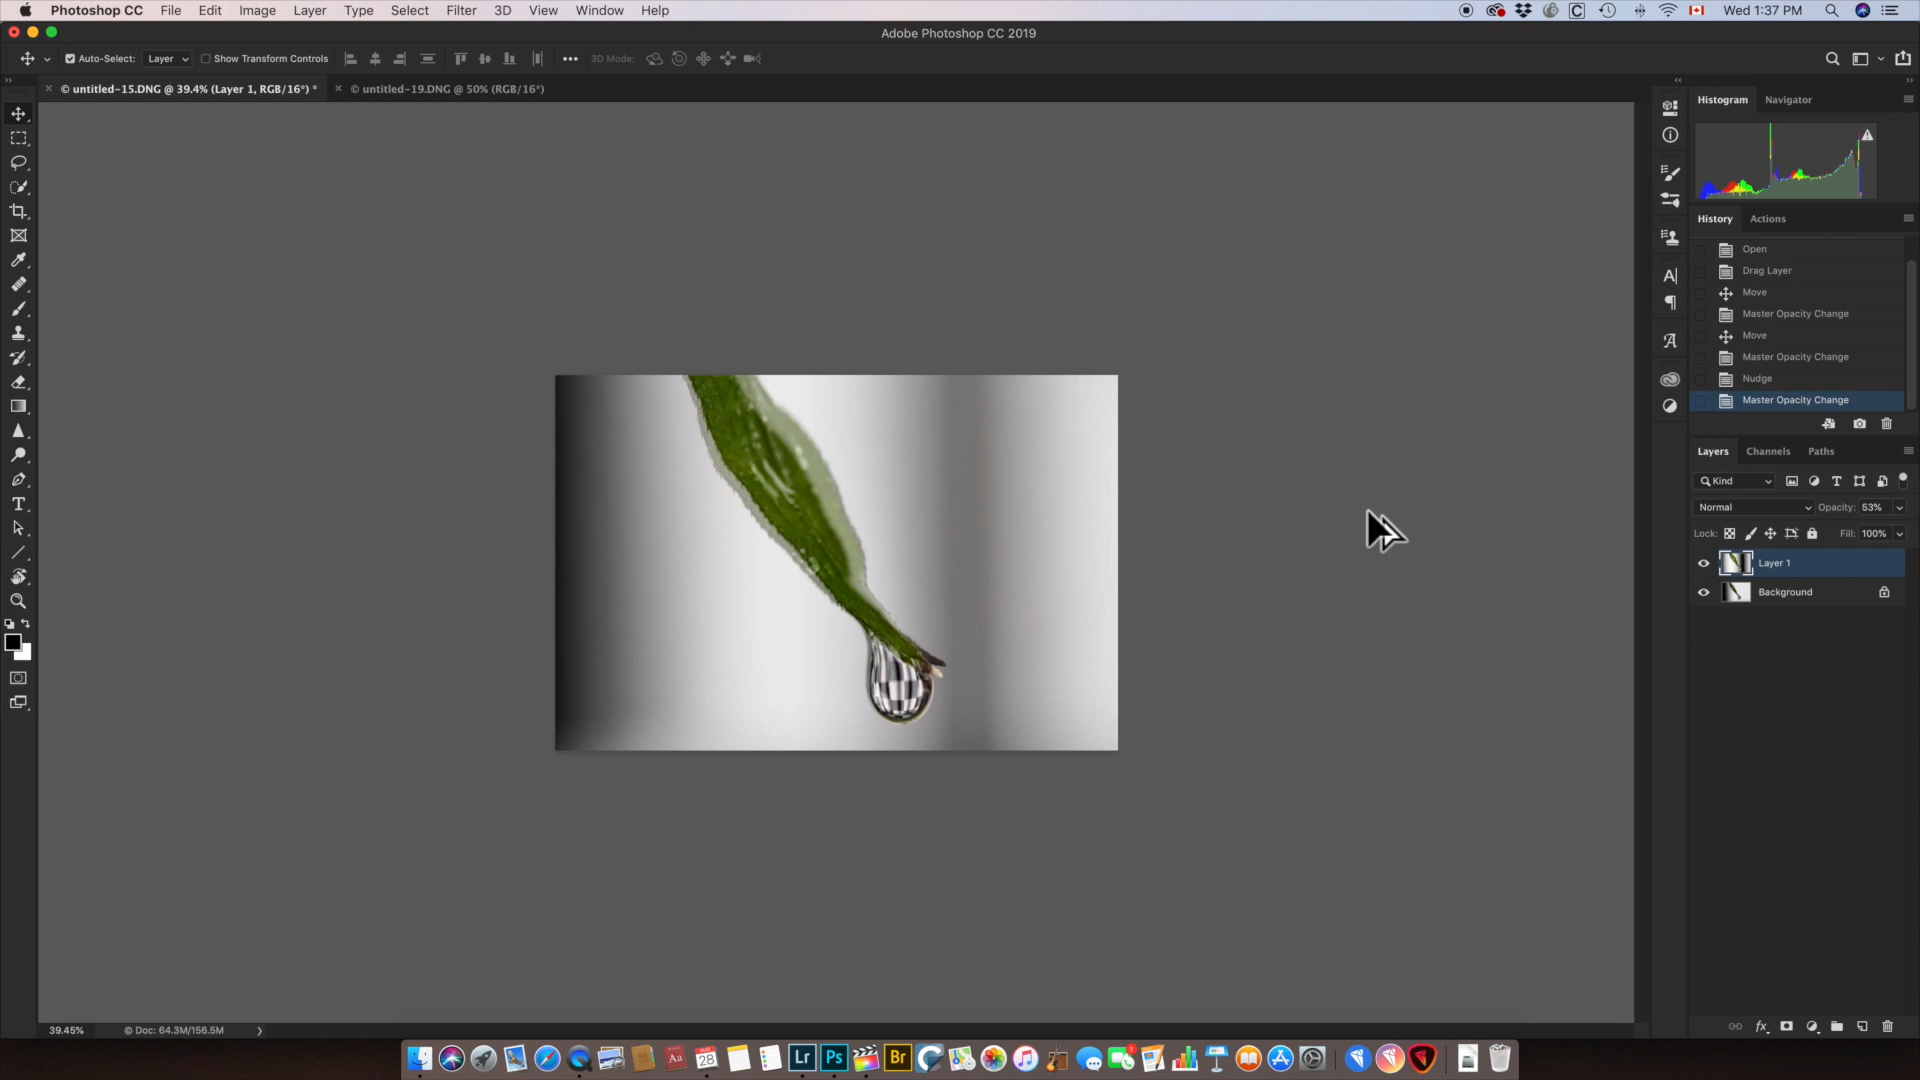 Photoshop CC File Edit Image Layer Type Select Filter 3D View Window Help Wed 1:37 PM
Adobe Photoshop CC 2019
Auto-Select: Layer Show Transform Controls 3D Mode:
© untitled-15.DNG @ 39.4% (Layer 1, RGB/16*) * © untitled-19.DNG @ 50% (RGB/16*)
Histogram Navigator
History Actions
Open
Drag Layer
Move
Master Opacity Change
Move
Master Opacity Change
Nudge
Master Opacity Change
Layers Channels Paths
Kind
Normal Opacity: 53%
Lock: Fill: 100%
Layer 1
Background
39.45% © Doc: 64.3M/156.5M
Aa 28 Lr Ps Br